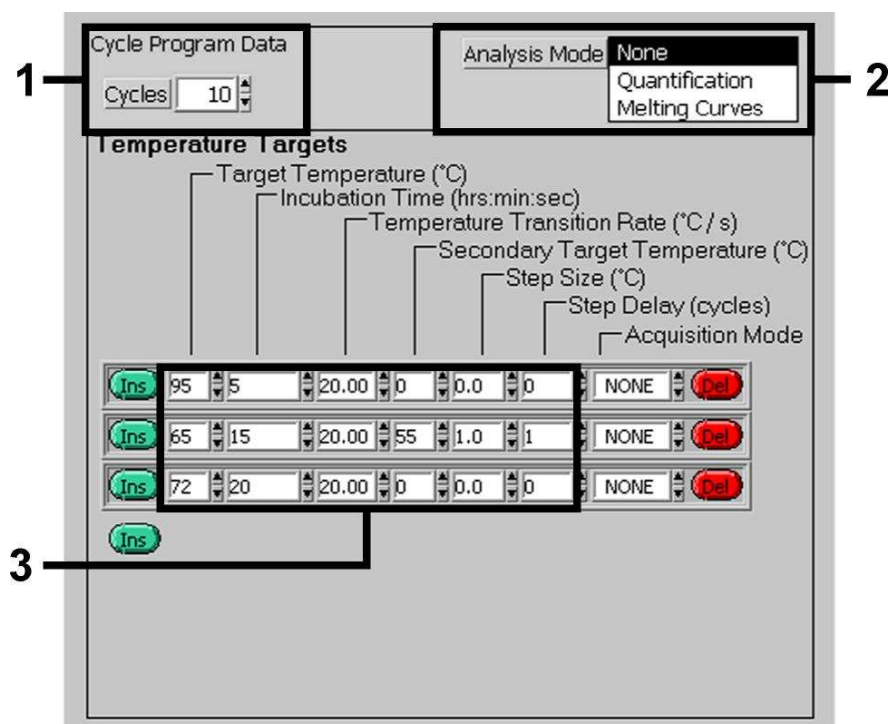 Cycle Program Data
Analysis Mode None
1
2
Cycles 10
Quantification
Melting Curves
Temperature Targets
Target Temperature (°C)
Incubation Time (hrs:min:sec)
Temperature Transition Rate (°C / s)
Secondary Target Temperature (°C)
Step Size (°C)
Step Delay (cycles)
Acquisition Mode
Ins 95 5 20.00 0 0.0 0 NONE Del
Ins 65 15 20.00 55 1.0 1 NONE Del
Ins 72 20 20.00 0 0.0 0 NONE Del
Ins
3